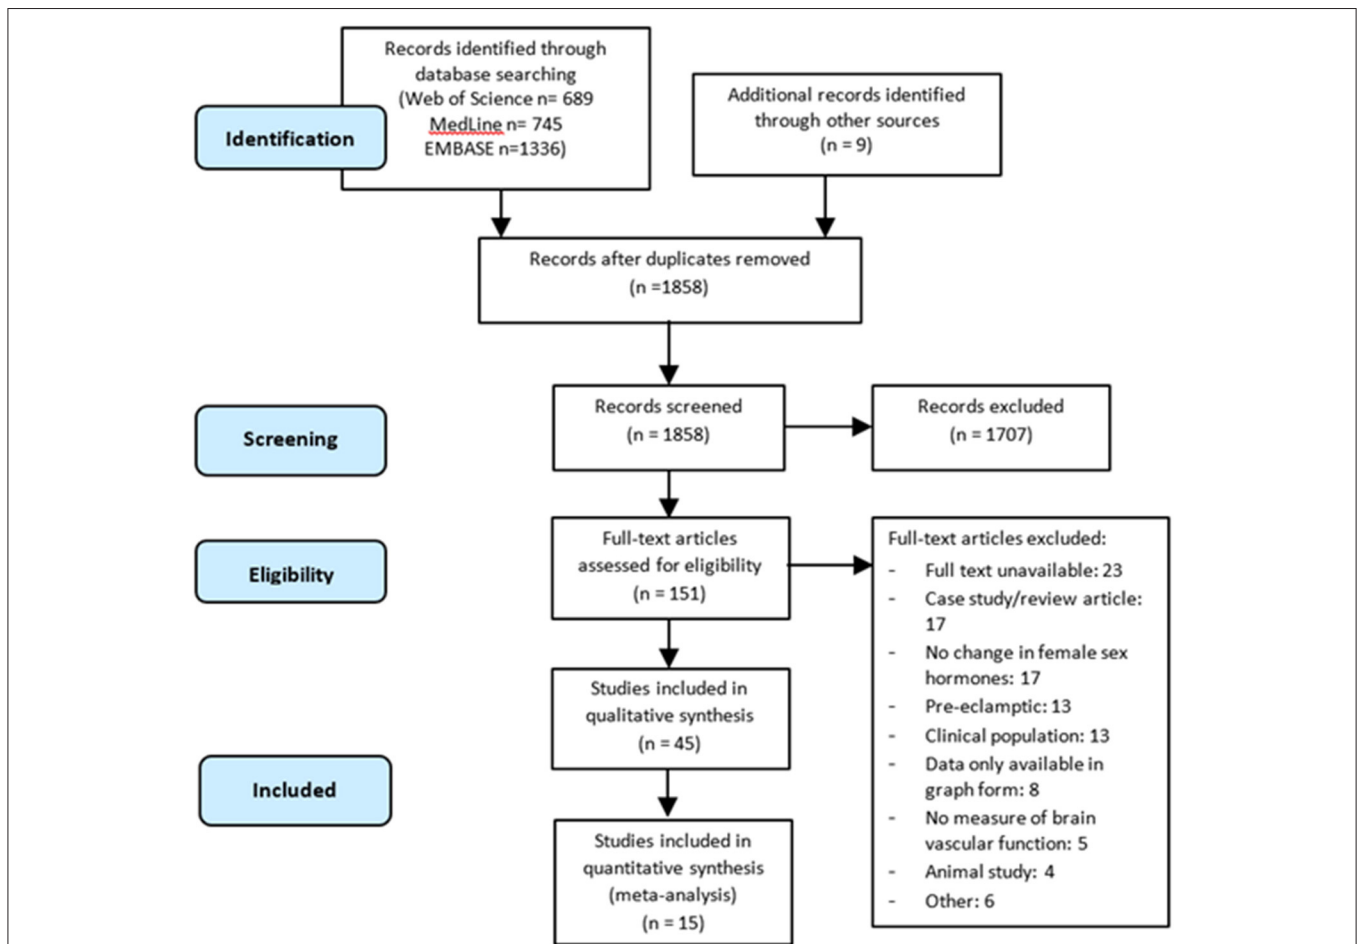 Records identified through
database searching
(Web of Science n= 689
MedLine n= 745
EMBASE n=1336)
Additional records identified
through other sources
(n = 9)
Identification
Records after duplicates removed
(n =1858)
Screening
Records screened
(n = 1858)
Records excluded
(n = 1707)
Eligibility
Full-text articles
assessed for eligibility
(n = 151)
Full-text articles excluded:
- Full text unavailable: 23
- Case study/review article:
17
- No change in female sex
hormones: 17
- Pre-eclamptic: 13
- Clinical population: 13
- Data only available in
graph form: 8
- No measure of brain
vascular function: 5
- Animal study: 4
- Other: 6
Studies included in
qualitative synthesis
(n = 45)
Included
Studies included in
quantitative synthesis
(meta-analysis)
(n = 15)